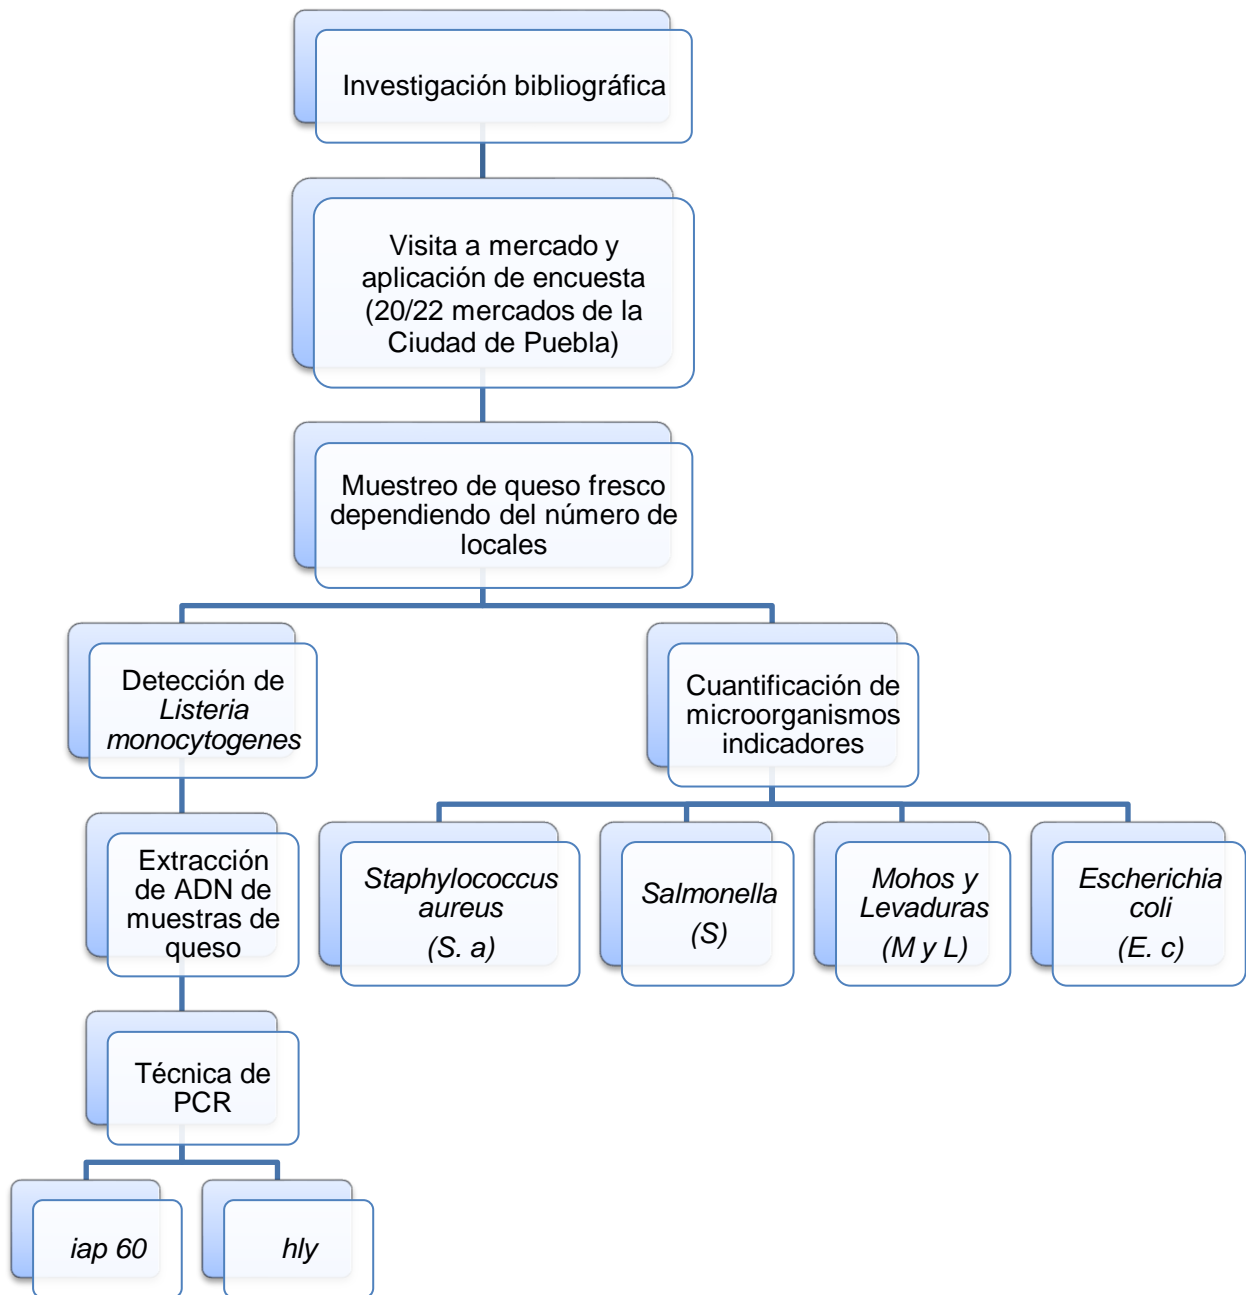 Investigación bibliográfica
Visita a mercado y
aplicación de encuesta
(20/22 mercados de la
Ciudad de Puebla)
Muestreo de queso fresco
dependiendo del número de
locales
Detección de
Listeria
monocytogenes
Cuantificación de
microorganismos
indicadores
Extracción
de ADN de
muestras de
queso
Staphylococcus
aureus
(S. a)
Salmonella
(S)
Mohos y
Levaduras
(M y L)
Escherichia
coli
(E. c)
Técnica de
PCR
iap 60
hly